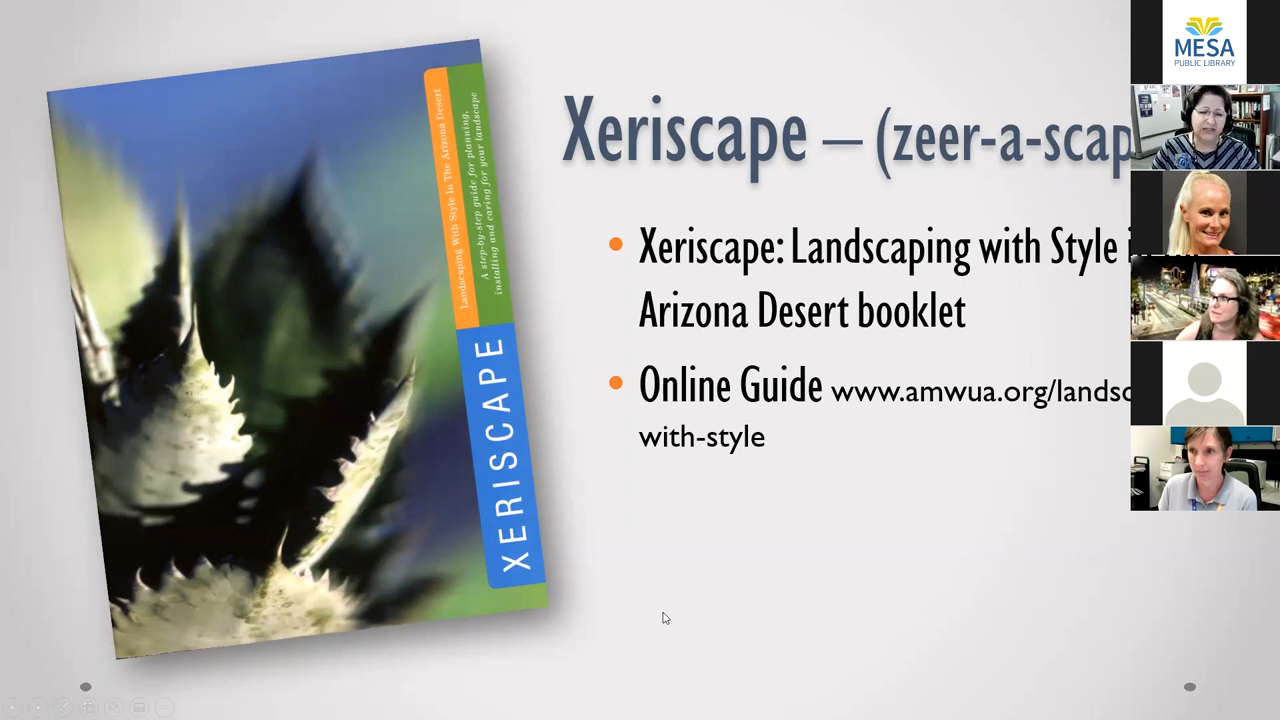 Landscaping With Style In The Arizona Desert
A step-by-step guide for planning,
installing and caring for your landscape
XERISCAPE
Xeriscape – (zeer-a-scap
Xeriscape: Landscaping with Style
Arizona Desert booklet
Online Guide www.amwua.org/landsc
with-style
MESA
PUBLIC LIBRARY